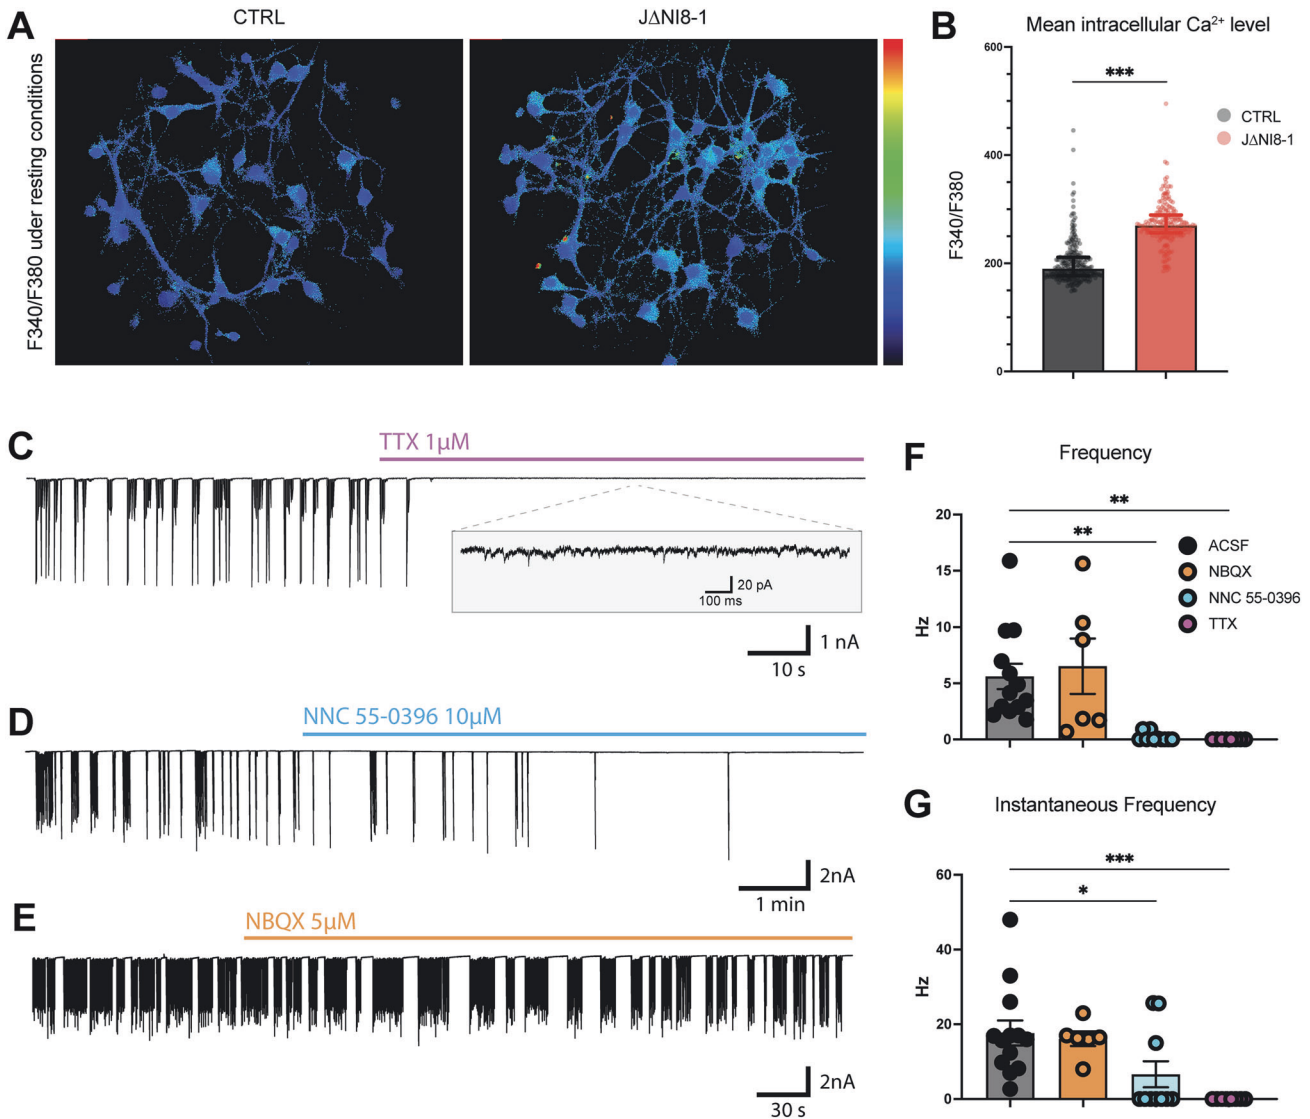 A
CTRL
JΔNI8-1
F340/F380 uder resting conditions
B
Mean intracellular Ca²⁺ level
600
400
200
0
F340/F380
***
CTRL
JΔNI8-1
C
TTX 1µM
20 pA
100 ms
1 nA
10 s
D
NNC 55-0396 10µM
2nA
1 min
E
NBQX 5µM
2nA
30 s
F
Frequency
20
15
10
5
0
Hz
**
**
ACSF
NBQX
NNC 55-0396
TTX
G
Instantaneous Frequency
60
40
20
0
Hz
***
*